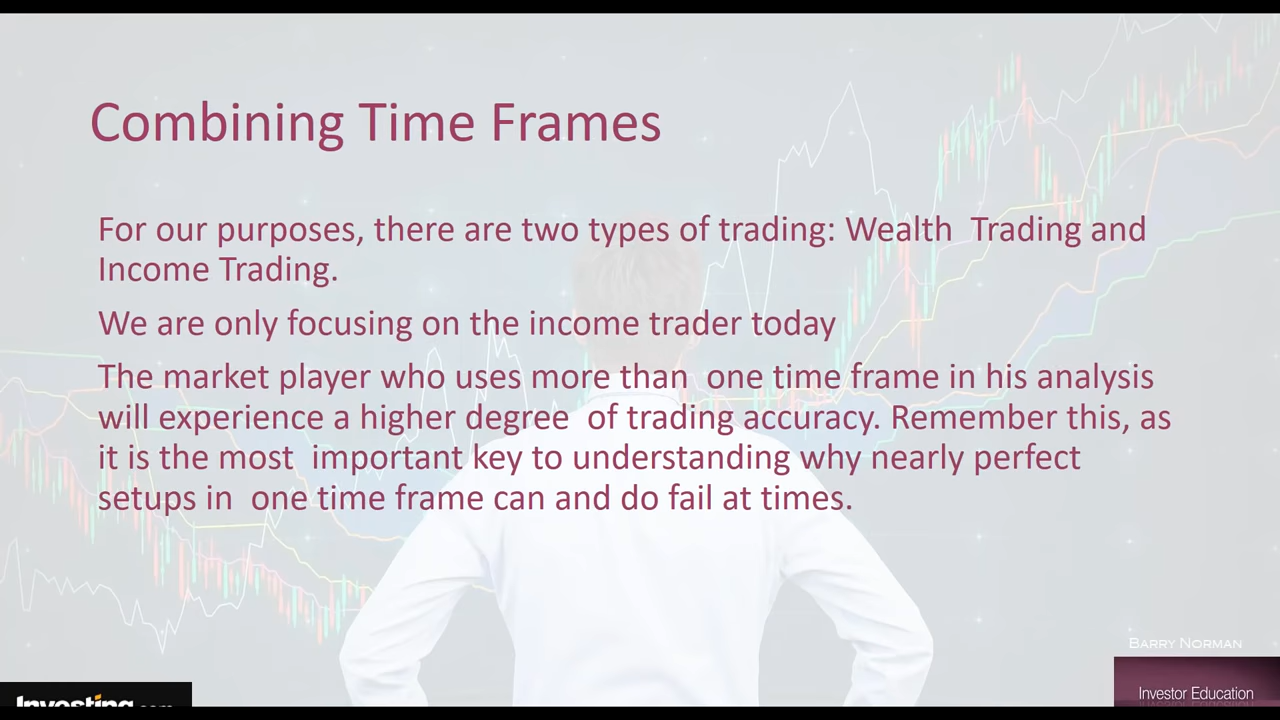 Combining Time Frames
For our purposes, there are two types of trading: Wealth  Trading and
Income Trading.
We are only focusing on the income trader today
The market player who uses more than  one time frame in his analysis
will experience a higher degree  of trading accuracy. Remember this, as
it is the most  important key to understanding why nearly perfect
setups in  one time frame can and do fail at times.
Barry Norman
Investing.com
Investor Education